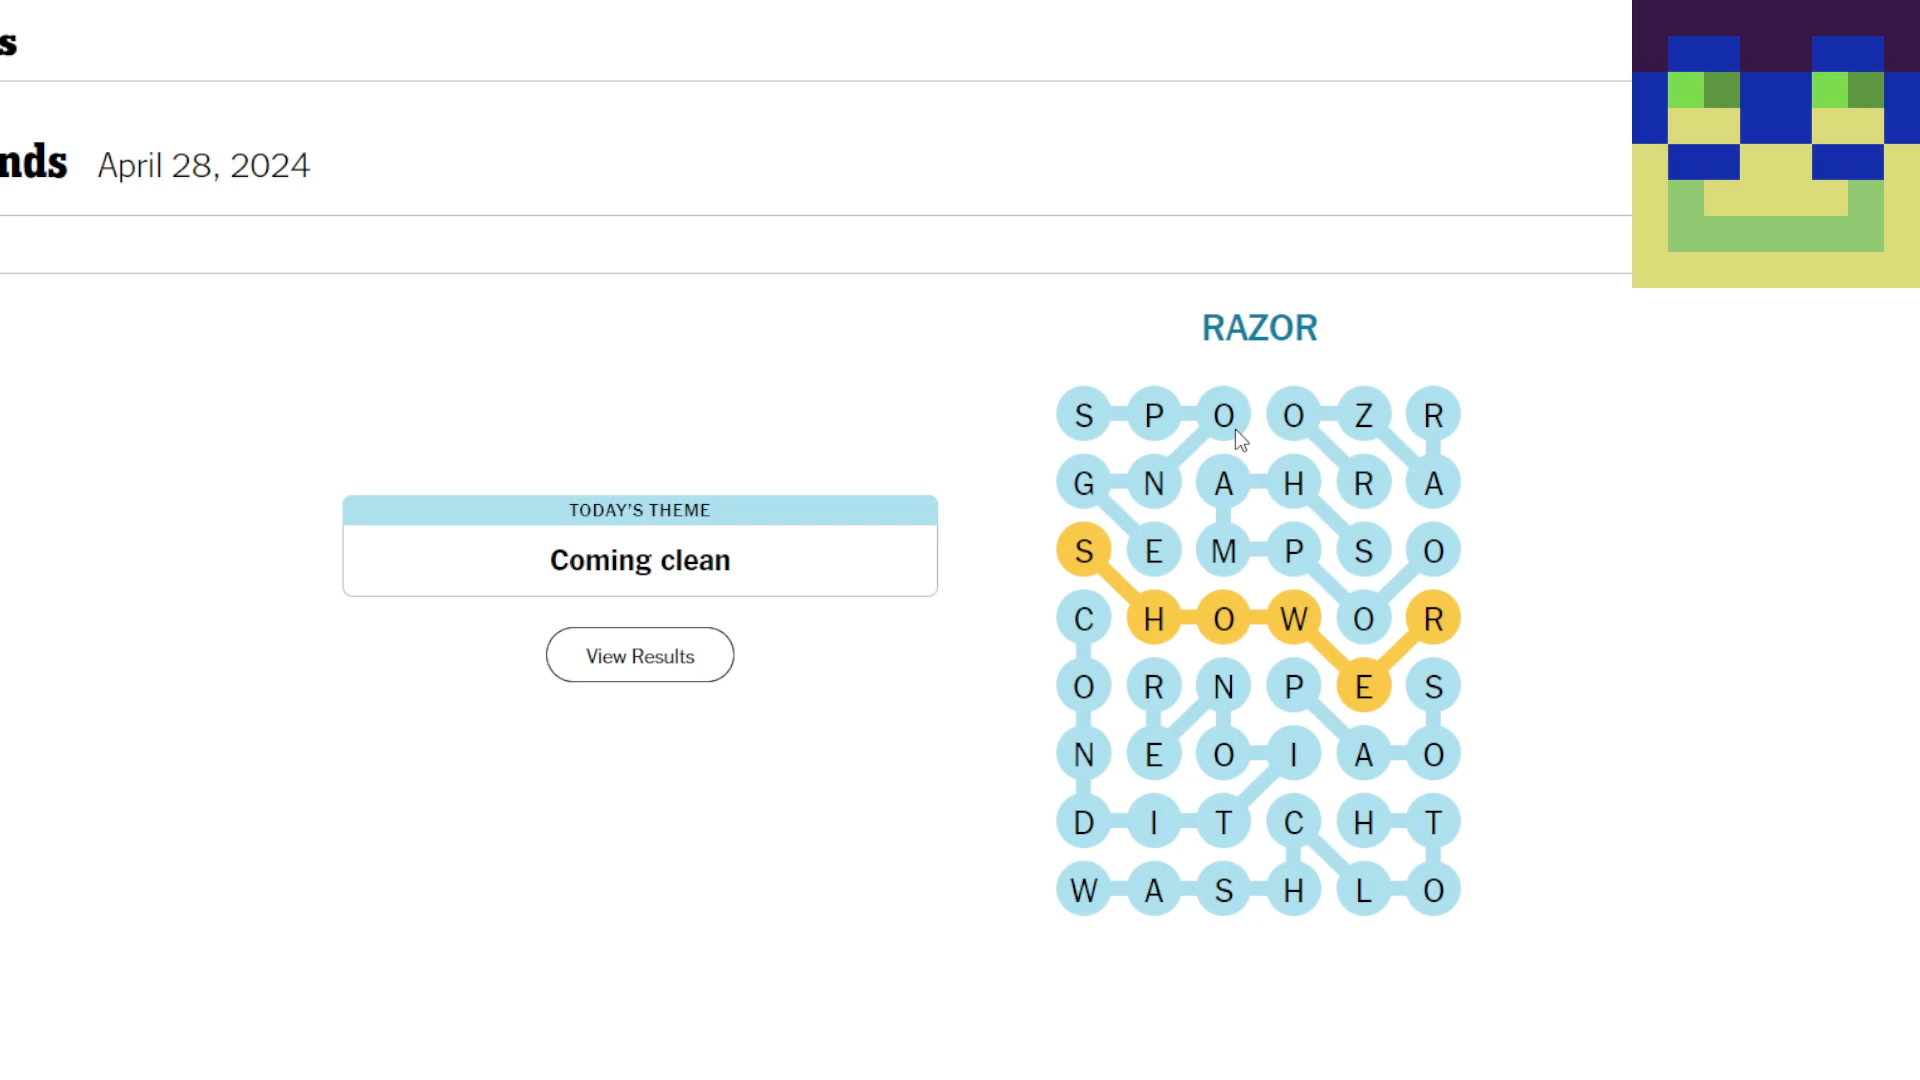 s
nds April 28, 2024
RAZOR
S P O O Z R
G N A H R A
S E M P S O
C H O W O R
O R N P E S
N E O I A O
D I T C H T
W A S H L O
TODAY'S THEME
Coming clean
View Results